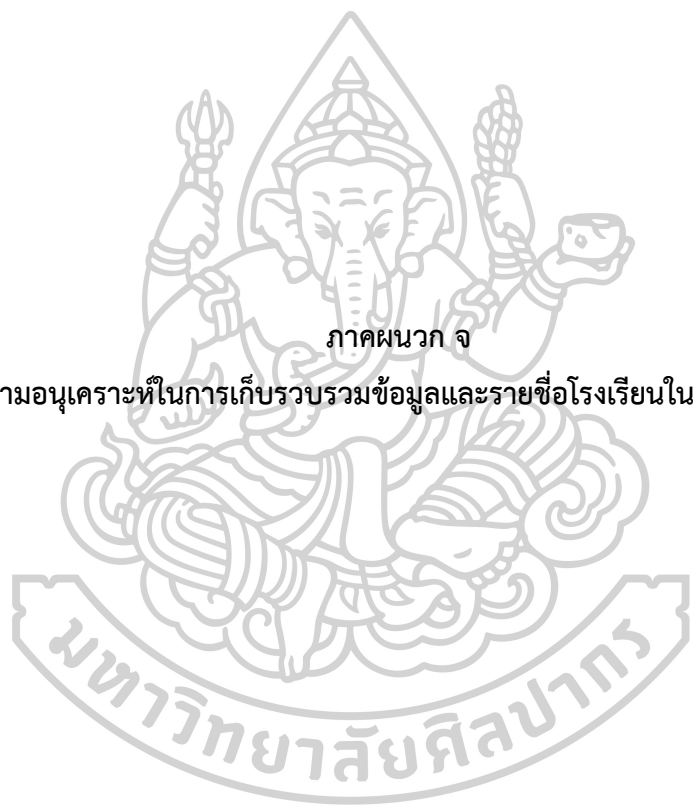 ภาคผนวก จ
ามอนุเคราะห์ในการเก็บรวบรวมข้อมูลและรายชื่อโรงเรียนใน
มหาวิทยาลัยศิลปากร